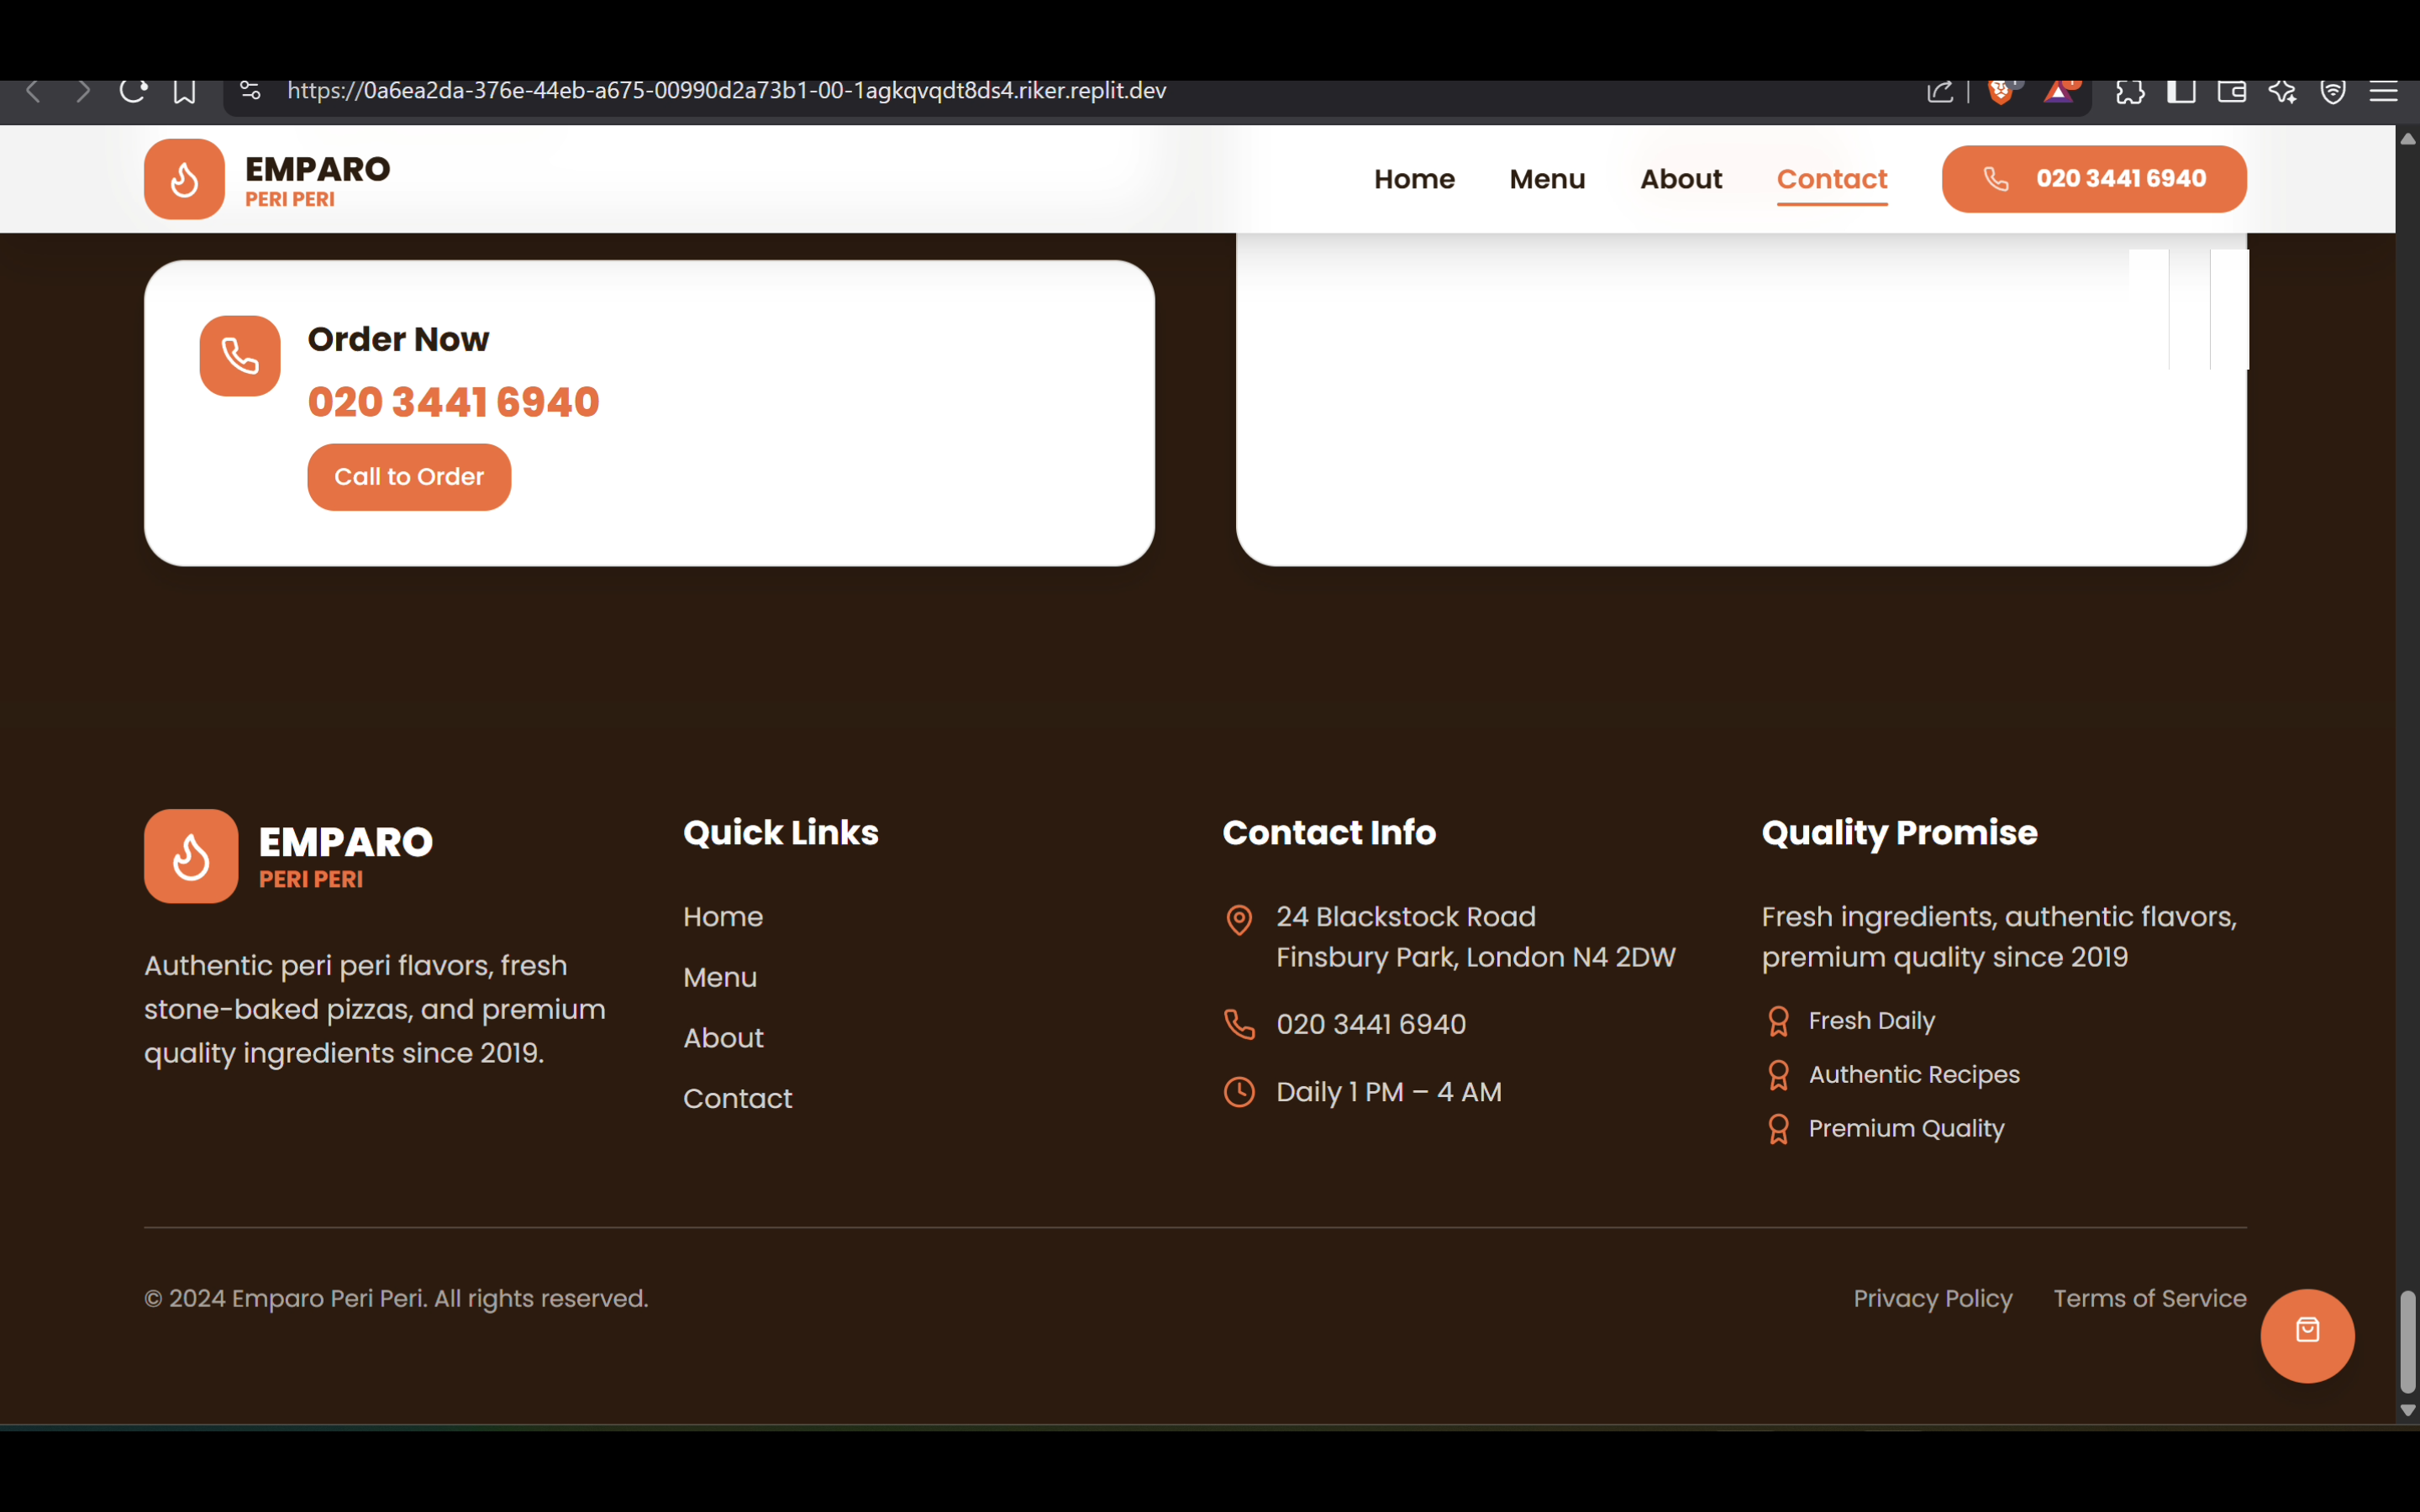 https://0a6ea2da-376e-44eb-a675-00990d2a73b1-00-1agkqvqdt8ds4.riker.replit.dev
EMPARO
PERI PERI
Home
Menu
About
Contact
020 3441 6940
Order Now
020 3441 6940
Call to Order
EMPARO
PERI PERI
Authentic peri peri flavors, fresh
stone-baked pizzas, and premium
quality ingredients since 2019.
Quick Links
Home
Menu
About
Contact
Contact Info
24 Blackstock Road
Finsbury Park, London N4 2DW
020 3441 6940
Daily 1 PM – 4 AM
Quality Promise
Fresh ingredients, authentic flavors,
premium quality since 2019
Fresh Daily
Authentic Recipes
Premium Quality
© 2024 Emparo Peri Peri. All rights reserved.
Privacy Policy
Terms of Service